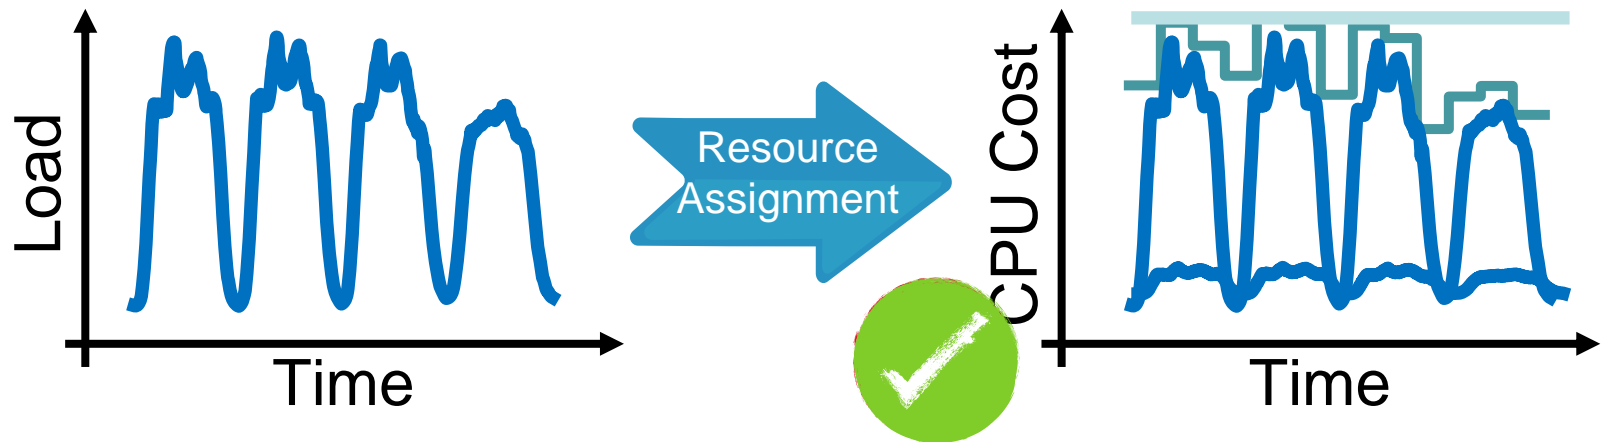 Load
Time
Resource
Assignment
CPU Cost
Time